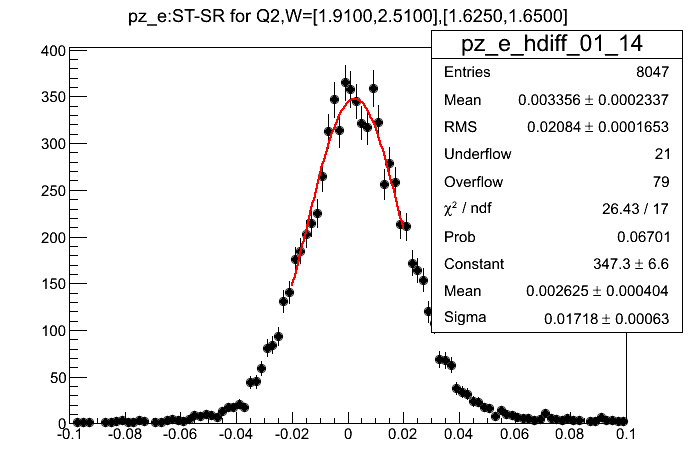 pz_e:ST-SR for Q2,W=[1.9100,2.5100],[1.6250,1.6500]
pz_e_hdiff_01_14
Entries 8047
Mean 0.003356 ± 0.0002337
RMS 0.02084 ± 0.0001653
Underflow 21
Overflow 79
χ² / ndf 26.43 / 17
Prob 0.06701
Constant 347.3 ± 6.6
Mean 0.002625 ± 0.000404
Sigma 0.01718 ± 0.00063
400
350
300
250
200
150
100
50
0
-0.1 -0.08 -0.06 -0.04 -0.02 0 0.02 0.04 0.06 0.08 0.1